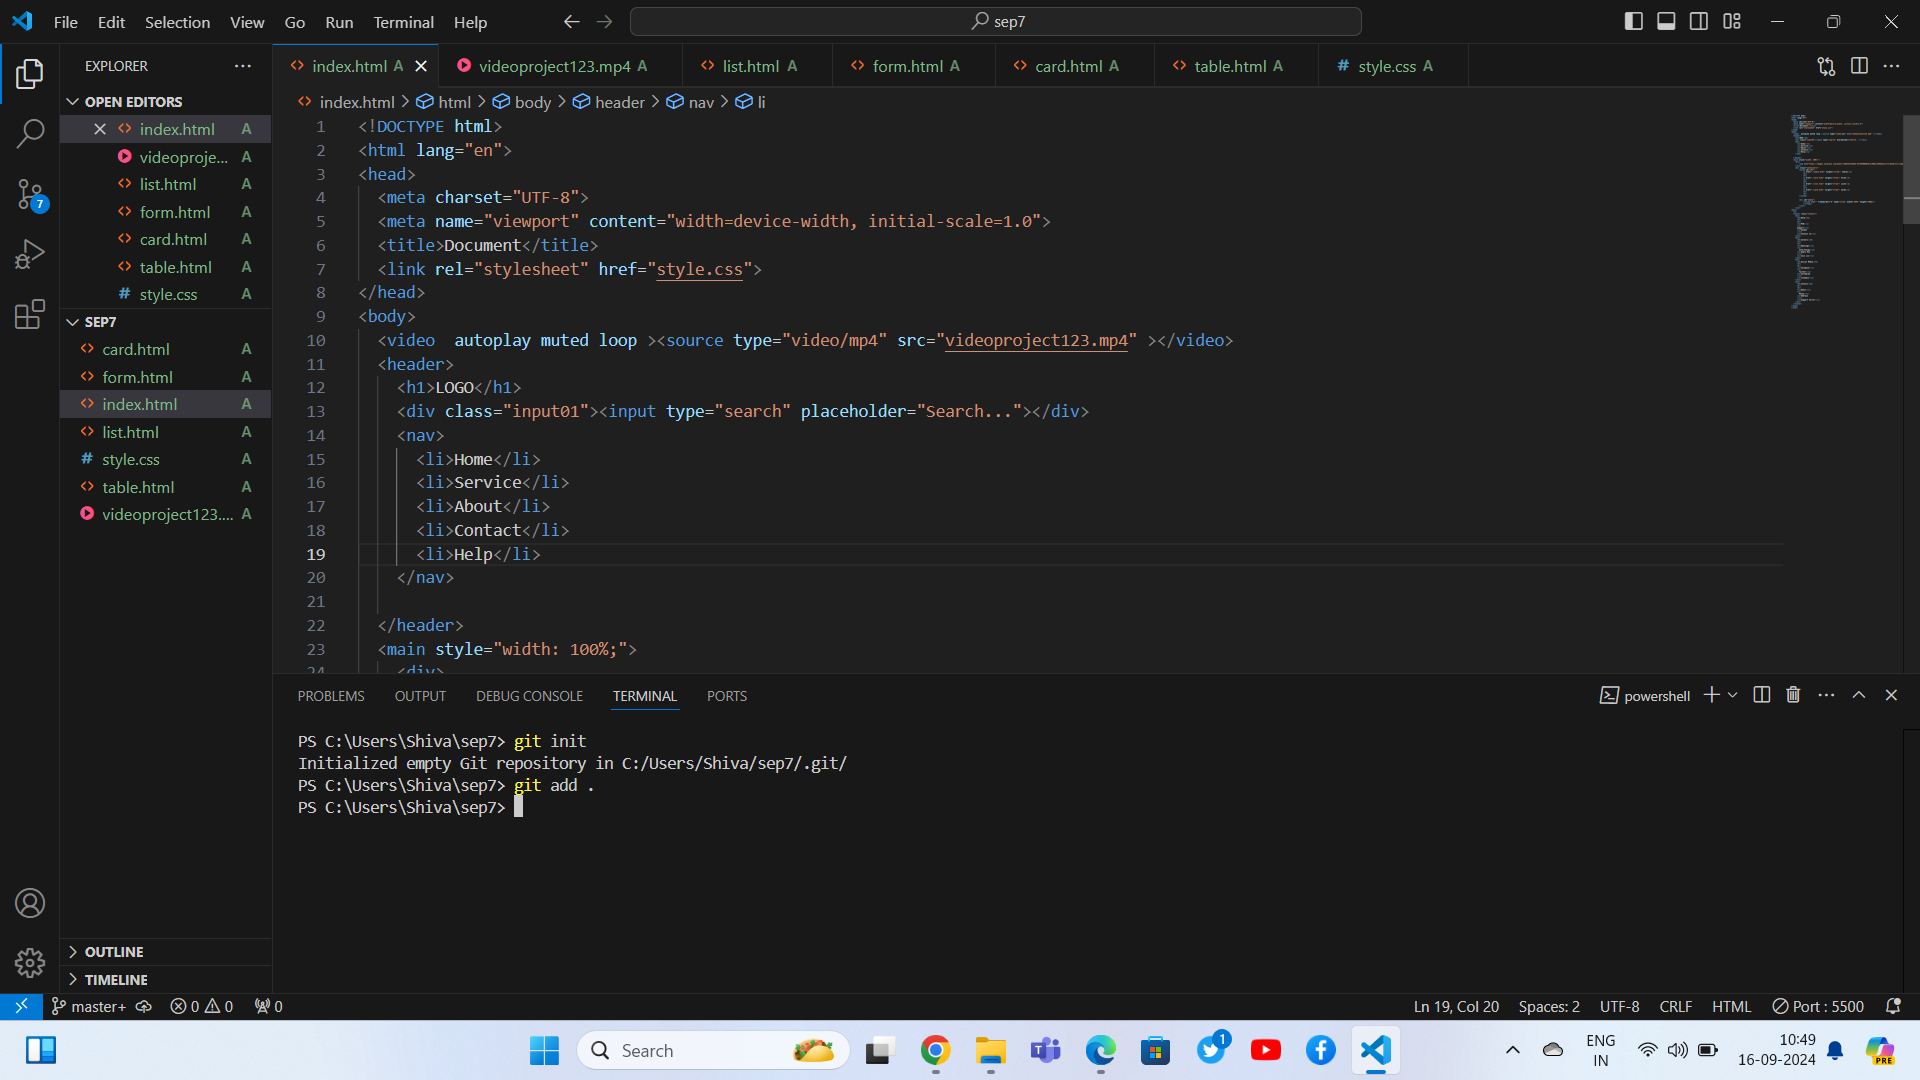 File Edit Selection View Go Run Terminal Help
sep7
EXPLORER
OPEN EDITORS
index.html A
videoproje... A
list.html A
form.html A
card.html A
table.html A
style.css A
7
SEP7
card.html A
form.html A
index.html A
list.html A
style.css A
table.html A
videoproject123.... A
OUTLINE
TIMELINE
index.html A videoproject123.mp4 A list.html A form.html A card.html A table.html A style.css A
index.html > html > body > header > nav > li
1 <!DOCTYPE html>
2 <html lang="en">
3 <head>
4 <meta charset="UTF-8">
5 <meta name="viewport" content="width=device-width, initial-scale=1.0">
6 <title>Document</title>
7 <link rel="stylesheet" href="style.css">
8 </head>
9 <body>
10 <video  autoplay muted loop ><source type="video/mp4" src="videoproject123.mp4" ></video>
11 <header>
12 <h1>LOGO</h1>
13 <div class="input01"><input type="search" placeholder="Search..."></div>
14 <nav>
15 <li>Home</li>
16 <li>Service</li>
17 <li>About</li>
18 <li>Contact</li>
19 <li>Help</li>
20 </nav>
21
22 </header>
23 <main style="width: 100%;">
24 <div>
PROBLEMS OUTPUT DEBUG CONSOLE TERMINAL PORTS
powershell
PS C:\Users\Shiva\sep7> git init
Initialized empty Git repository in C:/Users/Shiva/sep7/.git/
PS C:\Users\Shiva\sep7> git add .
PS C:\Users\Shiva\sep7>
master+ 0 0 0
Ln 19, Col 20 Spaces: 2 UTF-8 CRLF HTML Port : 5500
Search
1
ENG
IN
10:49
16-09-2024
PRE